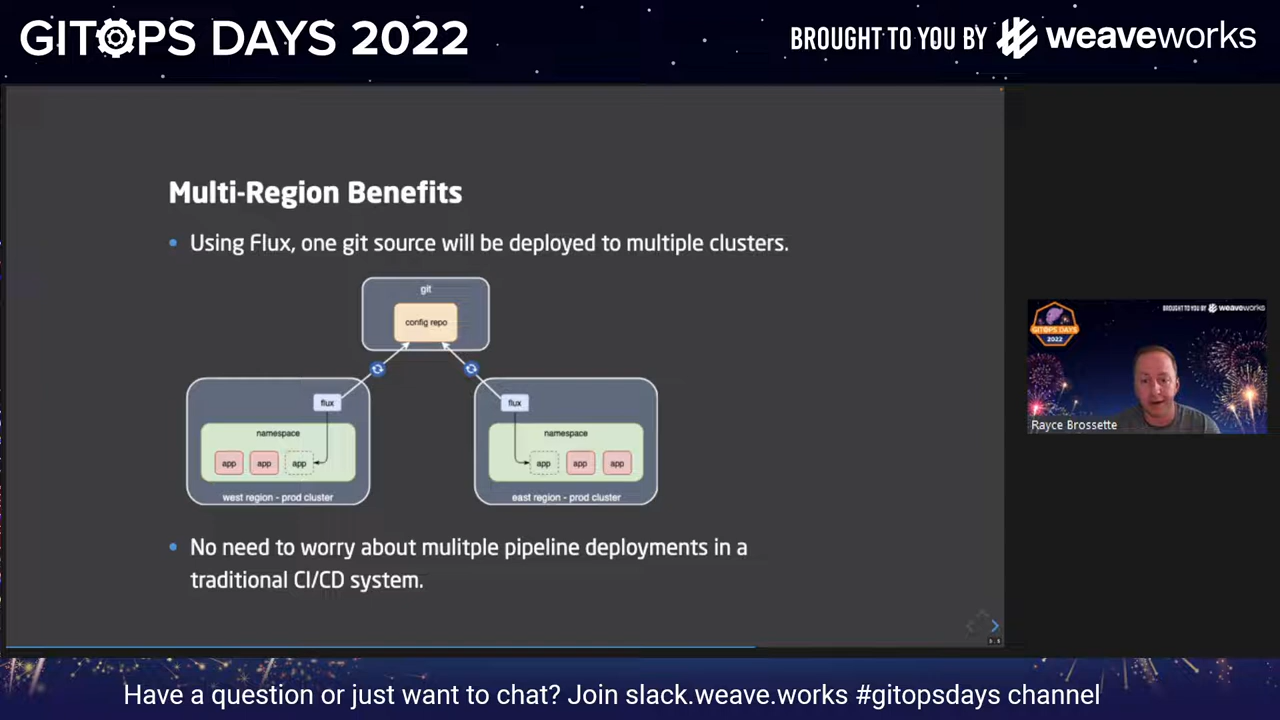 GITOPS DAYS 2022
BROUGHT TO YOU BY weaveworks
Multi-Region Benefits
Using Flux, one git source will be deployed to multiple clusters.
git
config repo
flux
flux
namespace
namespace
app app app
app app app
west region - prod cluster
east region - prod cluster
No need to worry about mulitple pipeline deployments in a
traditional CI/CD system.
BROUGHT TO YOU BY weaveworks
GITOPS DAYS
2022
Rayce Brossette
Have a question or just want to chat? Join slack.weave.works #gitopsdays channel